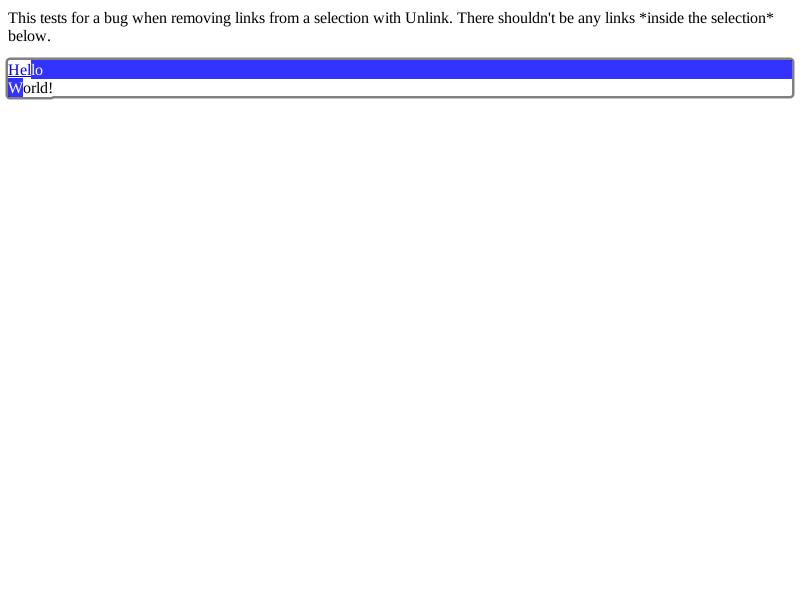 This tests for a bug when removing links from a selection with Unlink. There shouldn't be any links *inside the selection*
below.
Hello
World!